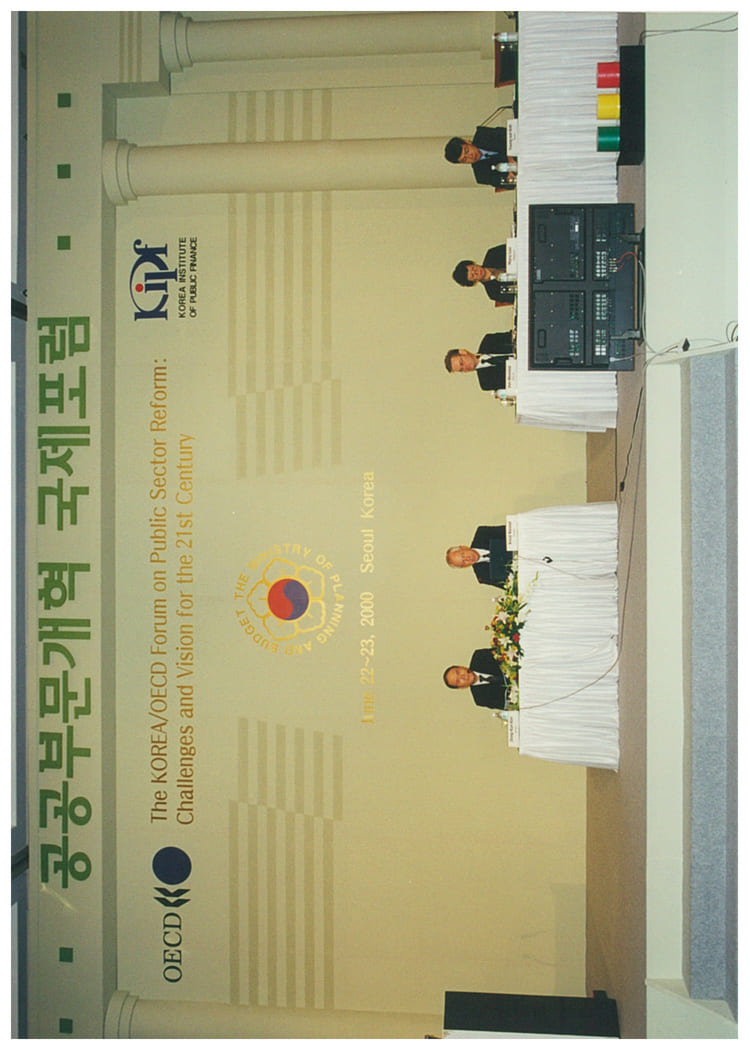 공공부문개혁 국제포럼
OECD
The KOREA/OECD Forum on Public Sector Reform:
Challenges and Vision for the 21st Century
KIPF
KOREA INSTITUTE
OF PUBLIC FINANCE
THE MINISTRY OF PLANNING AND BUDGET
June 22~23, 2000 Seoul Korea